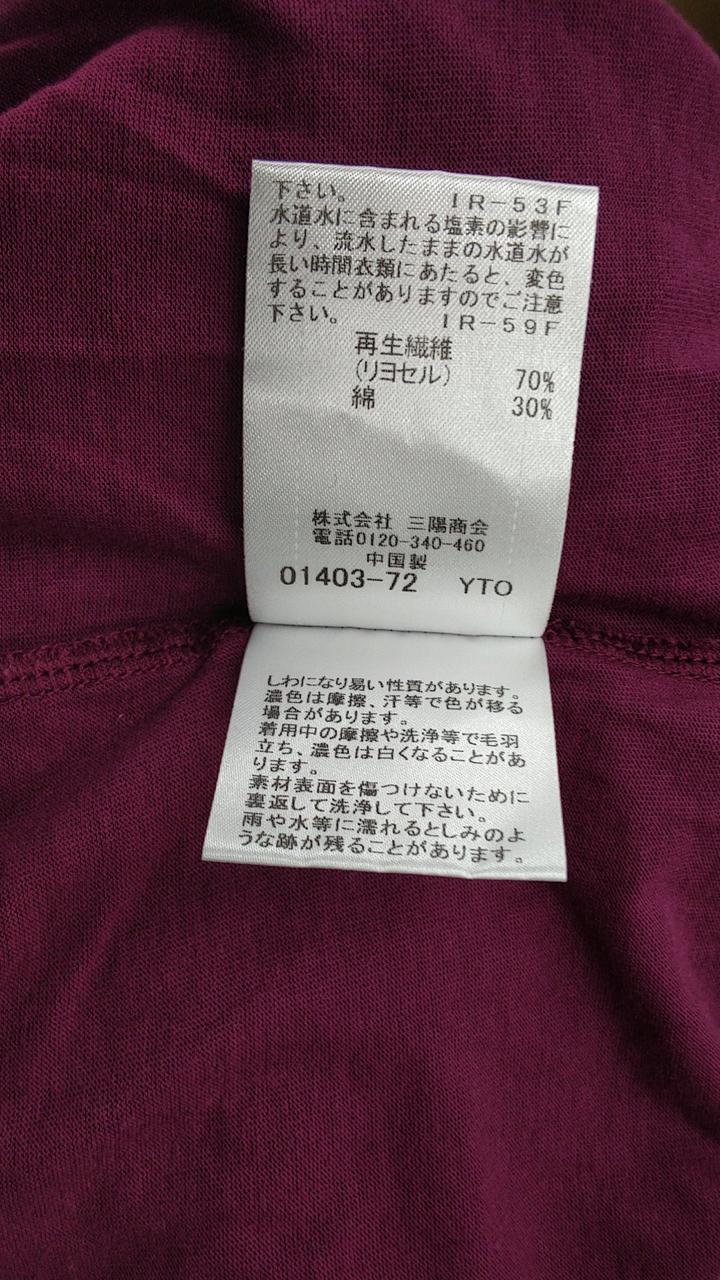 下さい。 IR-53F
水道水に含まれる塩素の影響に
より、流水したままの水道水が
長い時間衣類にあたると、変色
することがありますのでご注意
下さい。 IR-59F
再生繊維
(リヨセル) 70%
綿 30%
株式会社 三陽商会
電話0120-340-460
中国製
01403-72 YTO
しわになり易い性質があります。
濃色は摩擦、汗等で色が移る
場合があります。
着用中の摩擦や洗浄等で毛羽
立ち、濃色は白くなることがあ
ります。
素材表面を傷つけないために
裏返して洗浄して下さい。
雨や水等に濡れるとしみのよ
うな跡が残ることがあります。